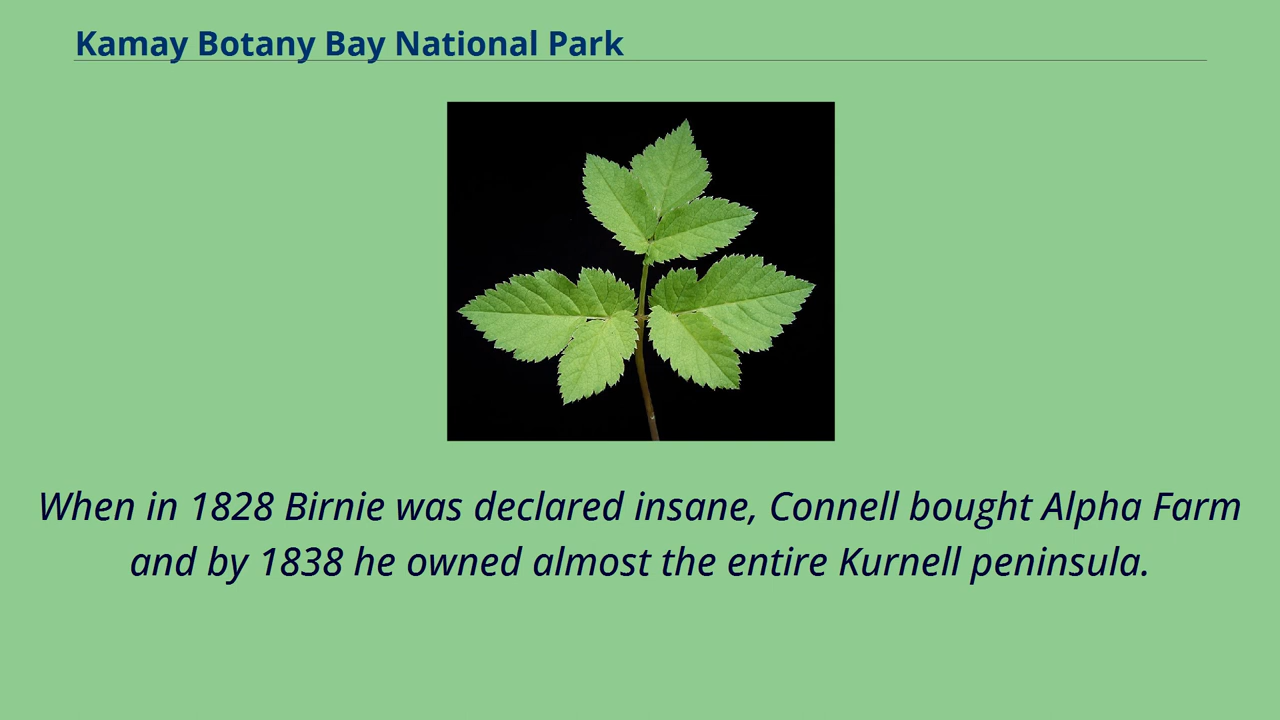 Kamay Botany Bay National Park
When in 1828 Birnie was declared insane, Connell bought Alpha Farm
and by 1838 he owned almost the entire Kurnell peninsula.